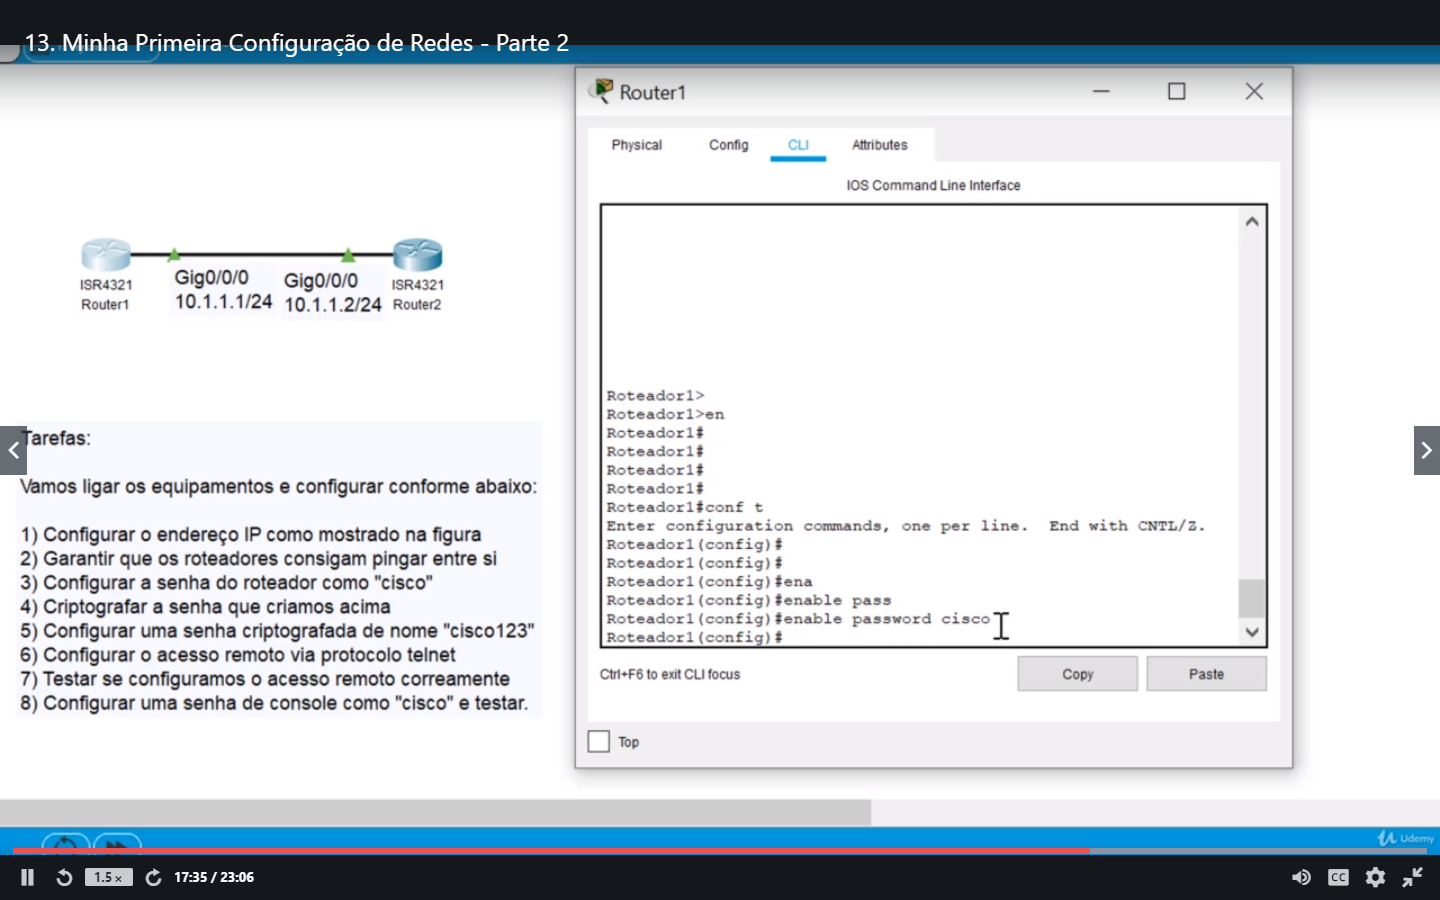 13. Minha Primeira Configuração de Redes - Parte 2
Router1
Physical
Config
CLI
Attributes
IOS Command Line Interface
Gig0/0/0
10.1.1.1/24
Gig0/0/0
10.1.1.2/24
ISR4321
Router1
ISR4321
Router2
Tarefas:
Vamos ligar os equipamentos e configurar conforme abaixo:
1) Configurar o endereço IP como mostrado na figura
2) Garantir que os roteadores consigam pingar entre si
3) Configurar a senha do roteador como "cisco"
4) Criptografar a senha que criamos acima
5) Configurar uma senha criptografada de nome "cisco123"
6) Configurar o acesso remoto via protocolo telnet
7) Testar se configuramos o acesso remoto correamente
8) Configurar uma senha de console como "cisco" e testar.
Roteador1>
Roteador1>en
Roteador1#
Roteador1#
Roteador1#
Roteador1#
Roteador1#conf t
Enter configuration commands, one per line.  End with CNTL/Z.
Roteador1(config)#
Roteador1(config)#
Roteador1(config)#ena
Roteador1(config)#enable pass
Roteador1(config)#enable password cisco
Roteador1(config)#
Ctrl+F6 to exit CLI focus
Copy
Paste
Top
Udemy
1.5 x
17:35 / 23:06
CC